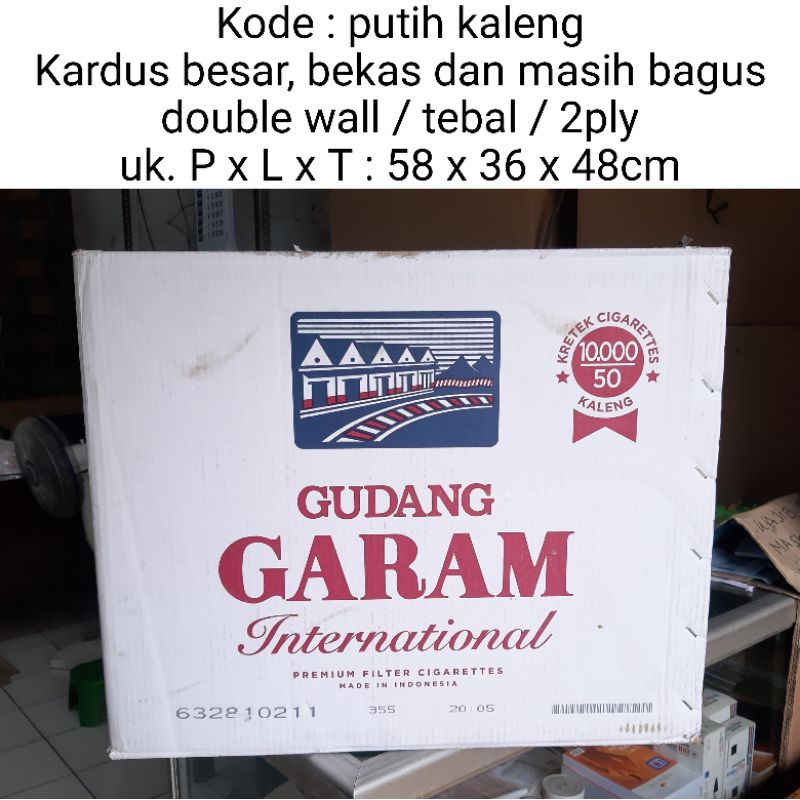 Kode : putih kaleng
Kardus besar, bekas dan masih bagus
double wall / tebal / 2ply
uk. P x L x T : 58 x 36 x 48cm
KRETEK CIGARETTES
10.000
50
KALENG
GUDANG
GARAM
International
PREMIUM FILTER CIGARETTES
MADE IN INDONESIA
632810211 355 20:05